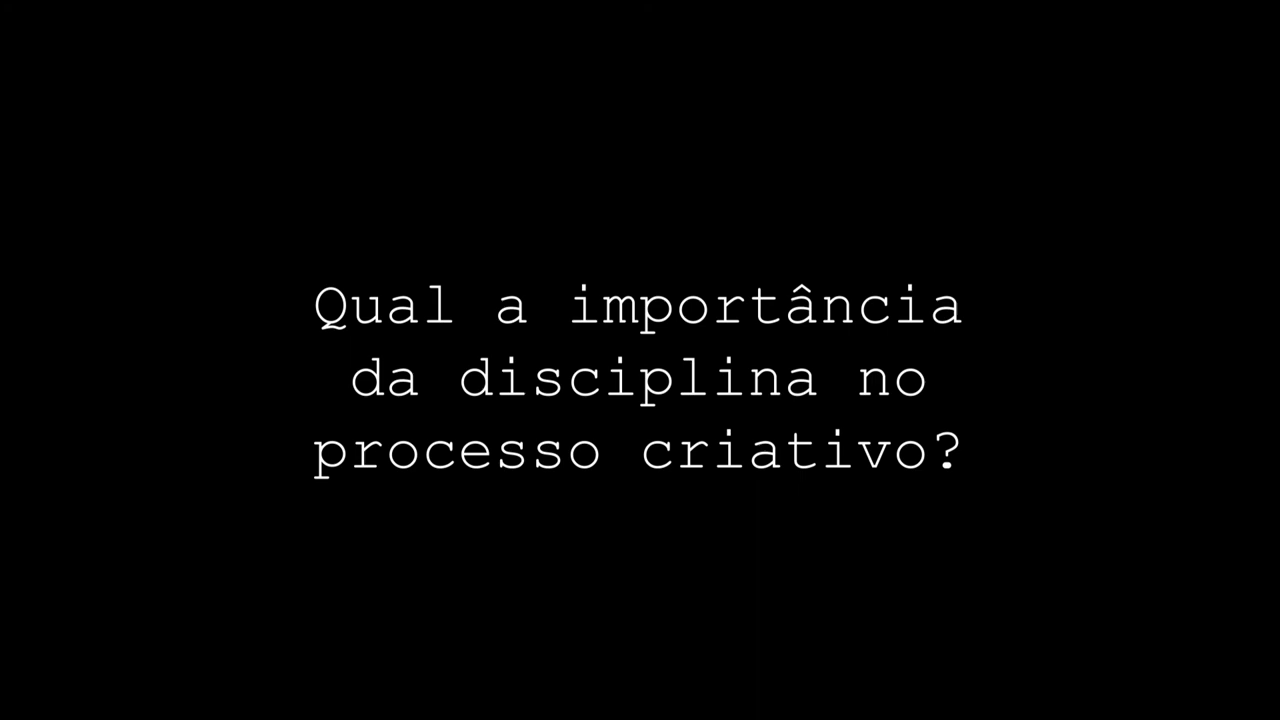 Qual a importância
da disciplina no
processo criativo?